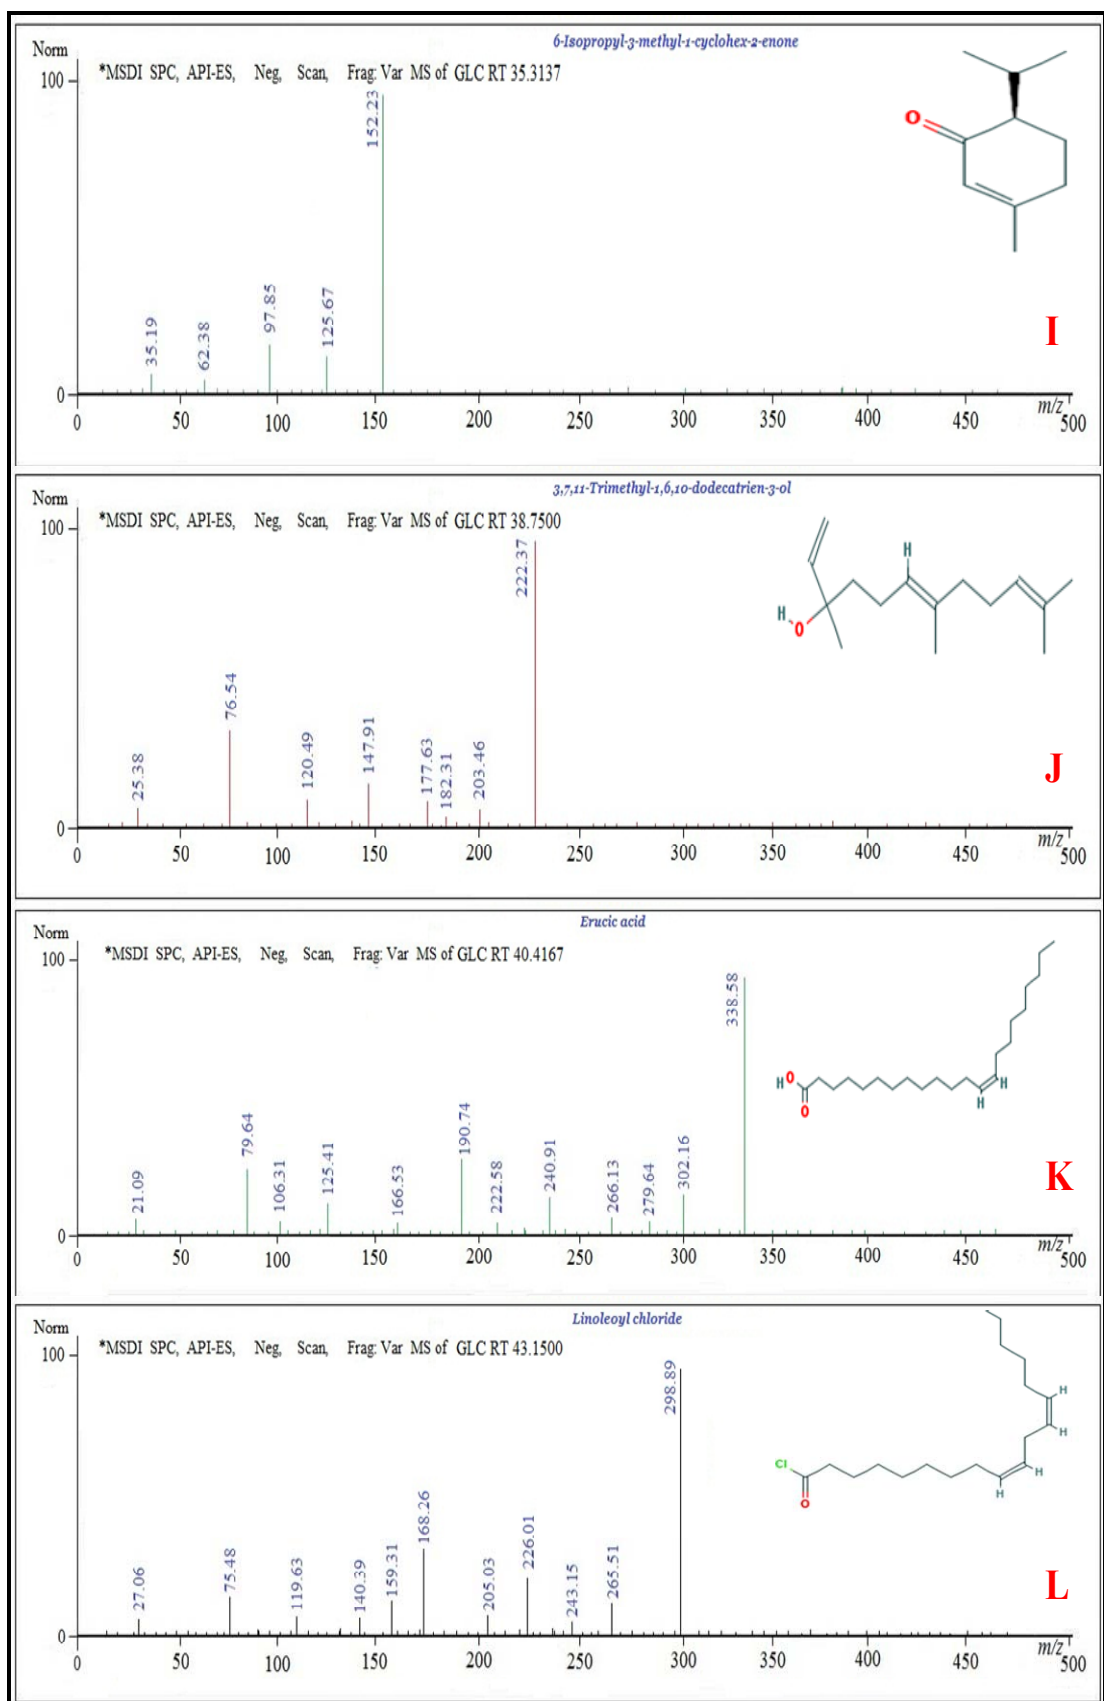 6-Isopropyl-3-methyl-1-cyclohex-2-enone
Norm
*MSDI SPC, API-ES, Neg, Scan, Frag: Var MS of GLC RT 35.3137
100
152.23
O
35.19
62.38
97.85
125.67
I
0
0 50 100 150 200 250 300 350 400 450 m/z 500
3,7,11-Trimethyl-1,6,10-dodecatrien-3-ol
Norm
*MSDI SPC, API-ES, Neg, Scan, Frag: Var MS of GLC RT 38.7500
100
222.37
H
H O
76.54
25.38
120.49
147.91
177.63
182.31
203.46
J
0
0 50 100 150 200 250 300 350 400 450 m/z 500
Erucic acid
Norm
*MSDI SPC, API-ES, Neg, Scan, Frag: Var MS of GLC RT 40.4167
100
338.58
HO
O
H
H
21.09
79.64
106.31
125.41
166.53
190.74
222.58
240.91
266.13
279.64
302.16
K
0
0 50 100 150 200 250 300 350 400 450 m/z 500
Linoleoyl chloride
Norm
*MSDI SPC, API-ES, Neg, Scan, Frag: Var MS of GLC RT 43.1500
100
298.89
H
H
Cl
H
O
H
27.06
75.48
119.63
140.39
159.31
168.26
205.03
226.01
243.15
265.51
L
0
0 50 100 150 200 250 300 350 400 450 m/z 500